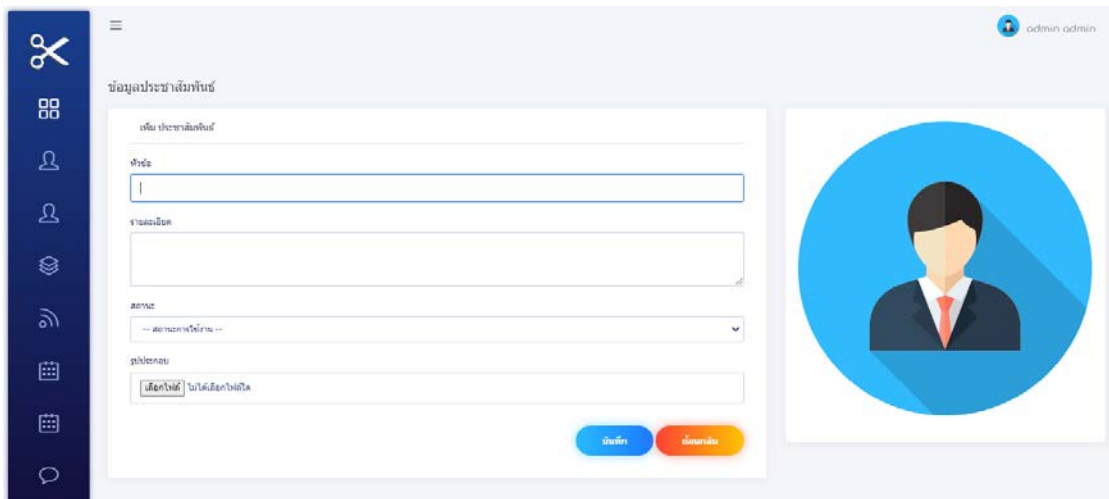 admin admin
ข้อมูลประชาสัมพันธ์
เพิ่ม ประชาสัมพันธ์
หัวข้อ
รายละเอียด
สถานะ
-- สถานะการใช้งาน --
รูปประกอบ
เลือกไฟล์ ไม่ได้เลือกไฟล์ใด
บันทึก ย้อนกลับ